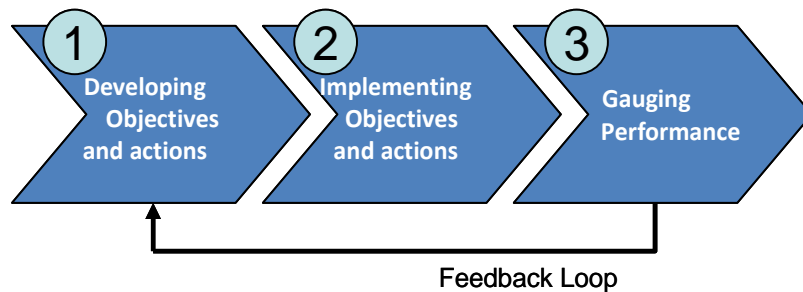 1
Developing
Objectives
and actions
2
Implementing
Objectives
and actions
3
Gauging
Performance
Feedback Loop